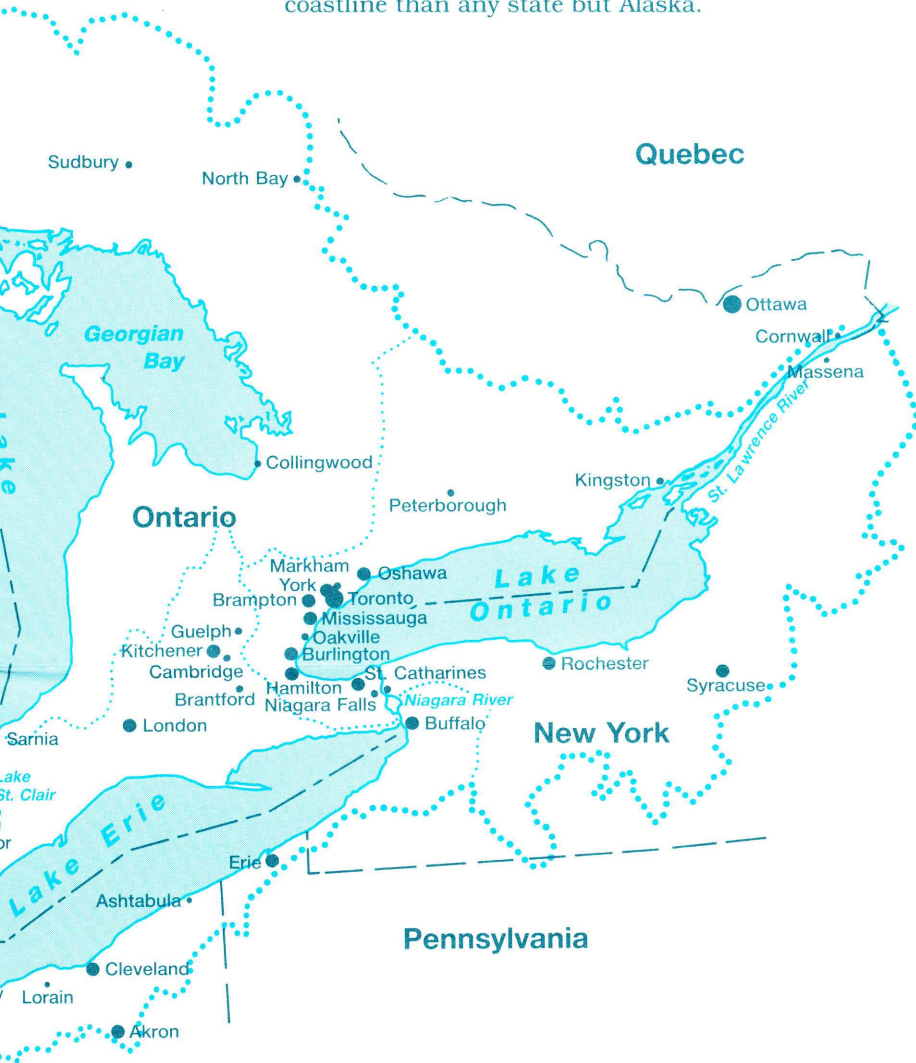 coastline than any state but Alaska.
Quebec
Sudbury
North Bay
Ottawa
Georgian
Bay
Cornwall
Massena
St. Lawrence River
Lake
Collingwood
Kingston
Peterborough
Ontario
Markham
York
Oshawa
Lake
Ontario
Brampton
Toronto
Mississauga
Guelph
Oakville
Kitchener
Burlington
Cambridge
Rochester
St. Catharines
Syracuse
Hamilton
Brantford
Niagara Falls
Niagara River
London
Buffalo
Sarnia
New York
Lake
St. Clair
Lake Erie
or
Erie
Ashtabula
Pennsylvania
Cleveland
Lorain
Akron